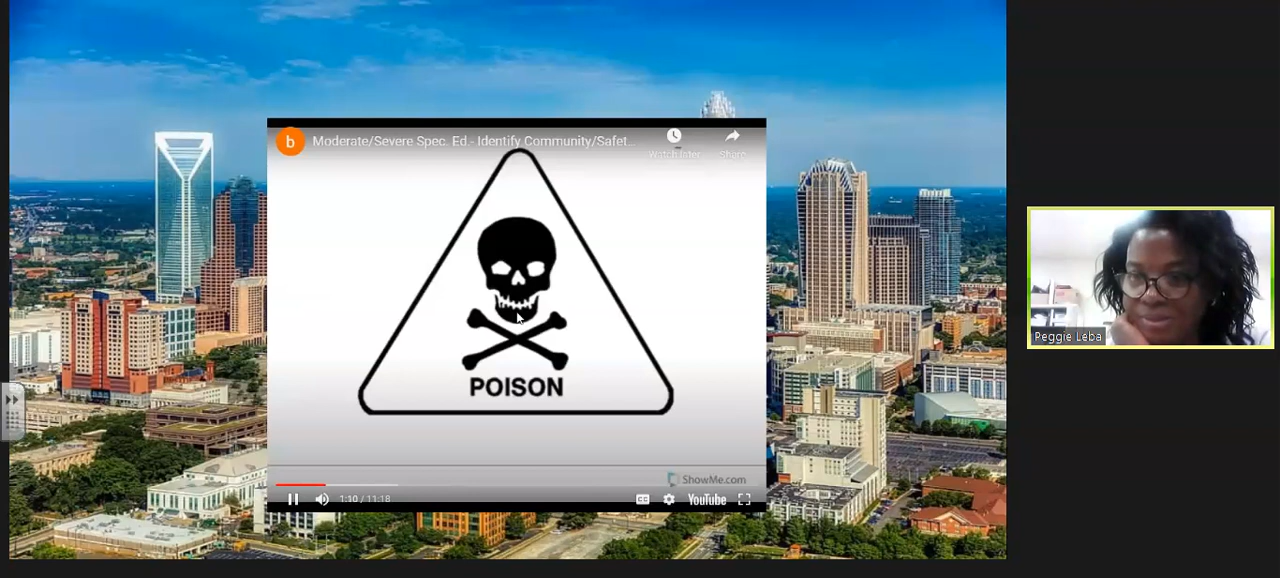 b
Moderate/Severe Spec. Ed.- Identify Community/Safet...
Watch later
Share
POISON
ShowMe.com
1:10 / 11:18
CC
YouTube
Peggie Leba